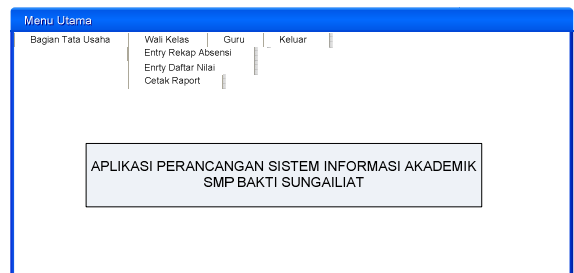 Menu Utama
Bagian Tata Usaha Wali Kelas Guru Keluar
Entry Rekap Absensi
Enrty Daftar Nilai
Cetak Raport
APLIKASI PERANCANGAN SISTEM INFORMASI AKADEMIK
SMP BAKTI SUNGAILIAT